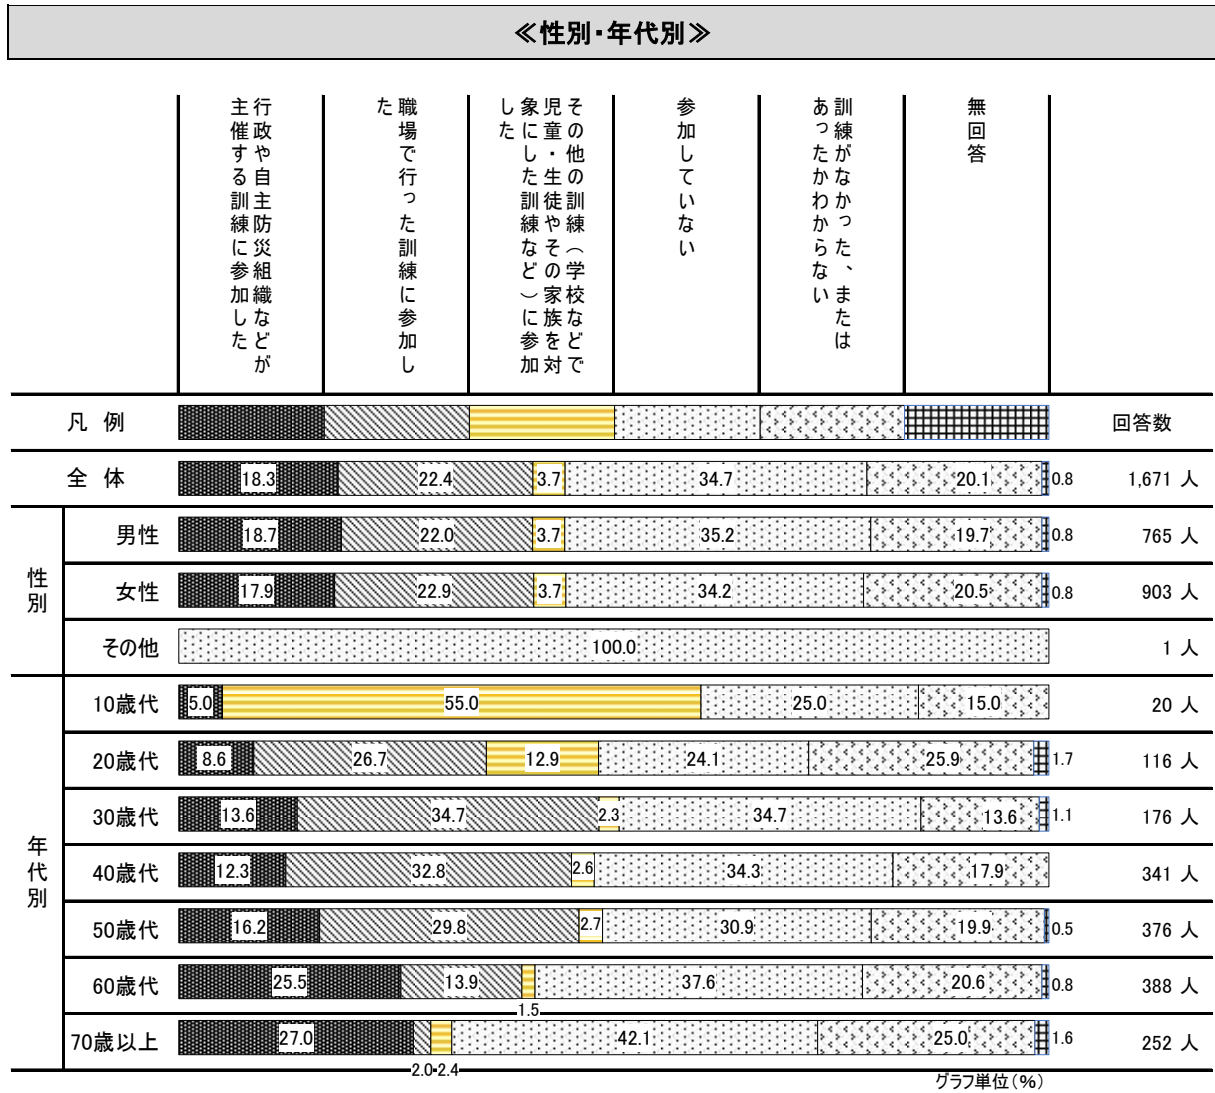 ≪性別・年代別≫
行政や自主防災組織などが
主催する訓練に参加した
職場で行った訓練に参加し
た
その他の訓練（学校などで
児童・生徒やその家族を対
象にした訓練など）に参加
した
参加していない
訓練がなかった、または
あったかわからない
無回答
凡 例 回答数
全 体 18.3 22.4 3.7 34.7 20.1 0.8 1,671 人
性別
男性 18.7 22.0 3.7 35.2 19.7 0.8 765 人
女性 17.9 22.9 3.7 34.2 20.5 0.8 903 人
その他 100.0 1 人
年代別
10歳代 5.0 55.0 25.0 15.0 20 人
20歳代 8.6 26.7 12.9 24.1 25.9 1.7 116 人
30歳代 13.6 34.7 2.3 34.7 13.6 1.1 176 人
40歳代 12.3 32.8 2.6 34.3 17.9 341 人
50歳代 16.2 29.8 2.7 30.9 19.9 0.5 376 人
60歳代 25.5 13.9 1.5 37.6 20.6 0.8 388 人
70歳以上 27.0 2.0 2.4 42.1 25.0 1.6 252 人
グラフ単位（％）